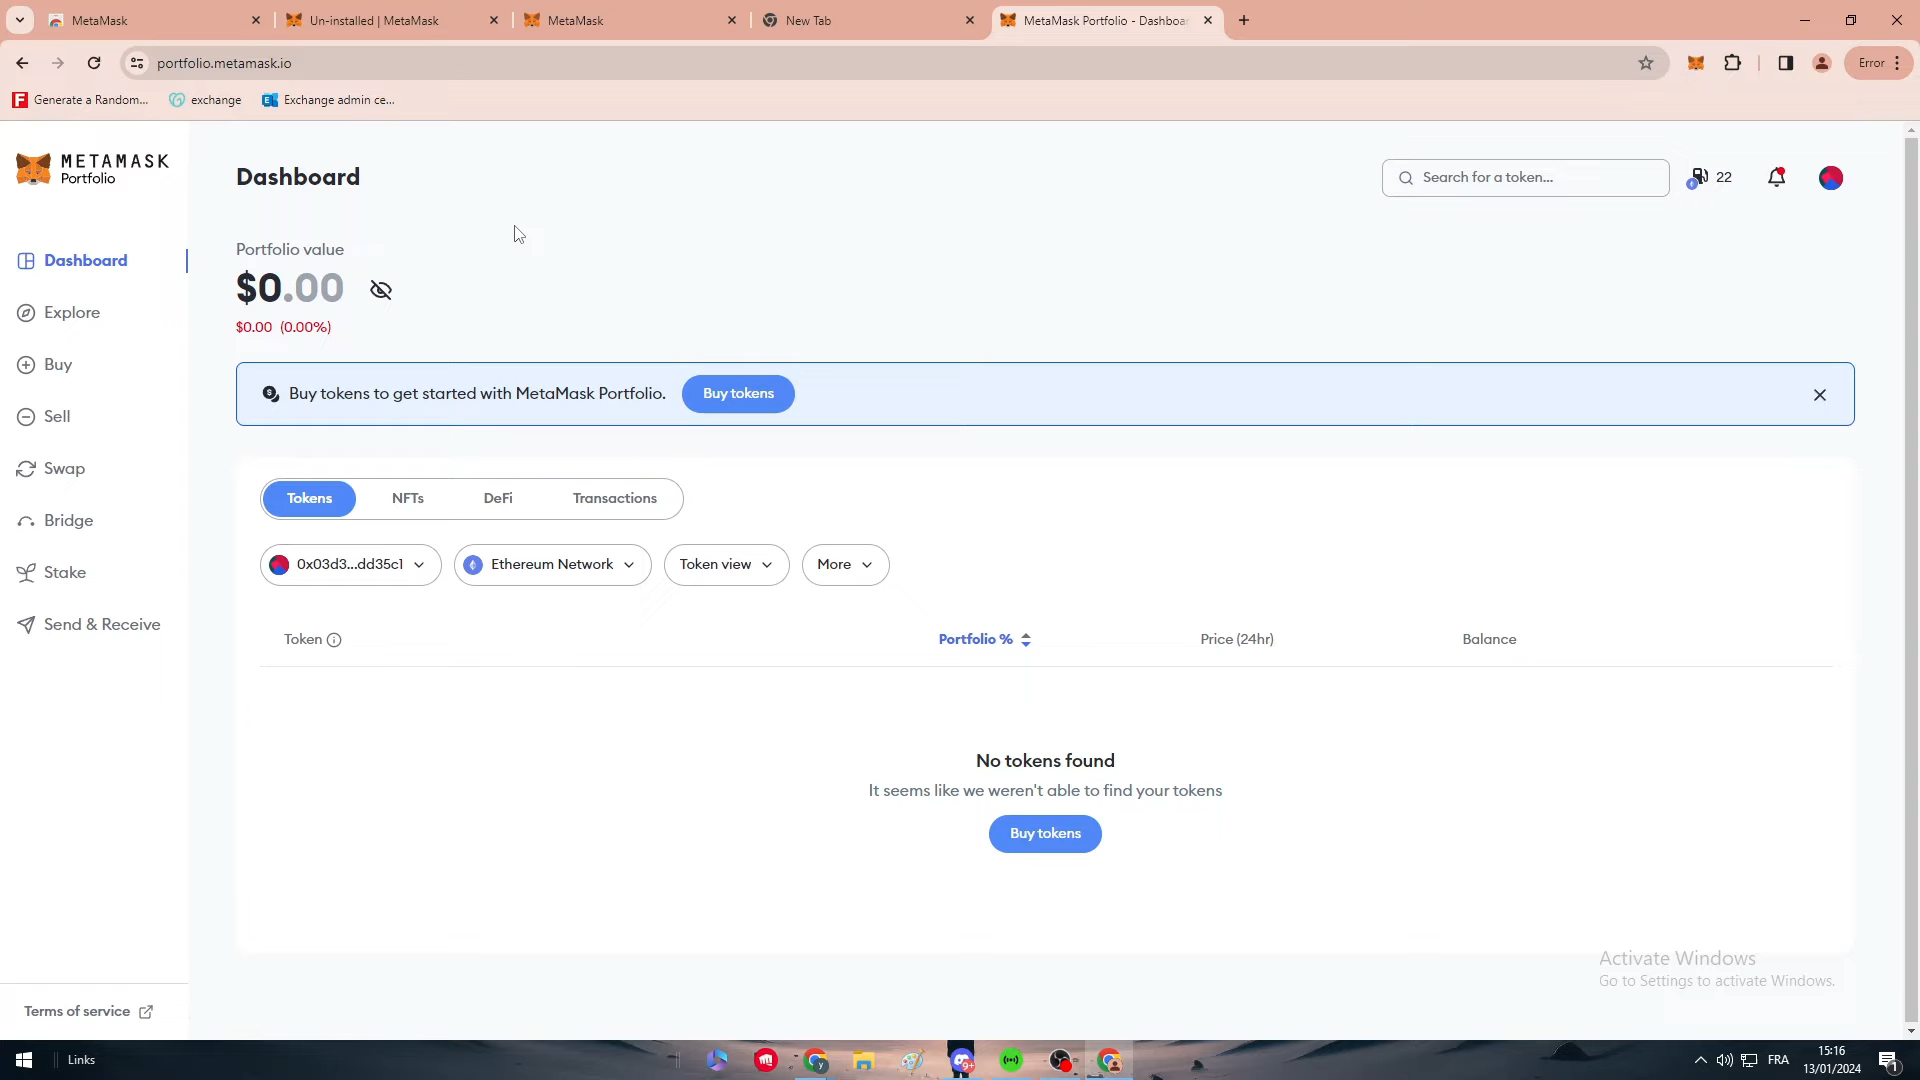 MetaMask
Un-installed | MetaMask
MetaMask
New Tab
MetaMask Portfolio - Dashboar
portfolio.metamask.io
Error
Generate a Random...
exchange
Exchange admin ce...
METAMASK
Portfolio
Dashboard
Search for a token...
22
Portfolio value
$0.00
$0.00 (0.00%)
Dashboard
Explore
Buy
Sell
Swap
Bridge
Stake
Send & Receive
Buy tokens to get started with MetaMask Portfolio.
Buy tokens
Tokens
NFTs
DeFi
Transactions
0x03d3...dd35c1
Ethereum Network
Token view
More
Token
Portfolio %
Price (24hr)
Balance
No tokens found
It seems like we weren't able to find your tokens
Buy tokens
Activate Windows
Go to Settings to activate Windows.
Terms of service
Links
9+
FRA
15:16
13/01/2024
1